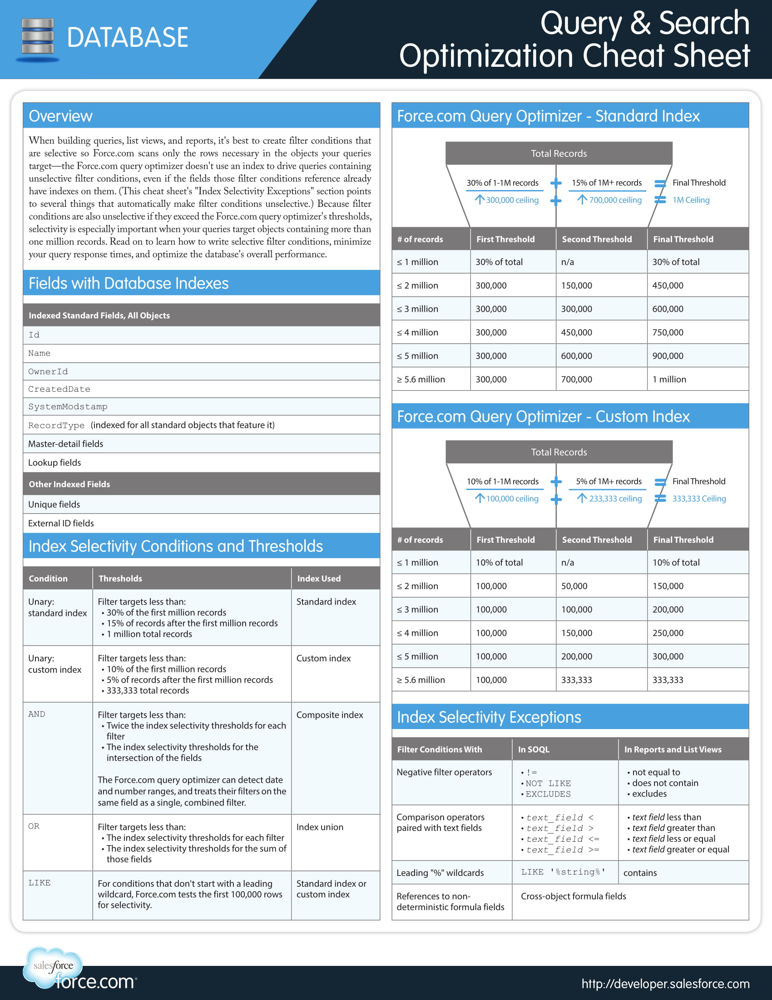 DATABASE
Query & Search
Optimization Cheat Sheet
Overview
When building queries, list views, and reports, it's best to create filter conditions that
are selective so Force.com scans only the rows necessary in the objects your queries
target—the Force.com query optimizer doesn't use an index to drive queries containing
unselective filter conditions, even if the fields those filter conditions reference already
have indexes on them. (This cheat sheet's "Index Selectivity Exceptions" section points
to several things that automatically make filter conditions unselective.) Because filter
conditions are also unselective if they exceed the Force.com query optimizer's thresholds,
selectivity is especially important when your queries target objects containing more than
one million records. Read on to learn how to write selective filter conditions, minimize
your query response times, and optimize the database's overall performance.
Fields with Database Indexes
Indexed Standard Fields, All Objects
Id
Name
OwnerId
CreatedDate
SystemModstamp
RecordType (indexed for all standard objects that feature it)
Master-detail fields
Lookup fields
Other Indexed Fields
Unique fields
External ID fields
Index Selectivity Conditions and Thresholds
Condition Thresholds Index Used
Unary: Filter targets less than: Standard index
standard index • 30% of the first million records
• 15% of records after the first million records
• 1 million total records
Unary: Filter targets less than: Custom index
custom index • 10% of the first million records
• 5% of records after the first million records
• 333,333 total records
AND Filter targets less than: Composite index
• Twice the index selectivity thresholds for each
filter
• The index selectivity thresholds for the
intersection of the fields
The Force.com query optimizer can detect date
and number ranges, and treats their filters on the
same field as a single, combined filter.
OR Filter targets less than: Index union
• The index selectivity thresholds for each filter
• The index selectivity thresholds for the sum of
those fields
LIKE For conditions that don't start with a leading Standard index or
wildcard, Force.com tests the first 100,000 rows custom index
for selectivity.
Force.com Query Optimizer - Standard Index
Total Records
30% of 1-1M records + 15% of 1M+ records = Final Threshold
↑ 300,000 ceiling + ↑ 700,000 ceiling = 1M Ceiling
# of records First Threshold Second Threshold Final Threshold
≤ 1 million 30% of total n/a 30% of total
≤ 2 million 300,000 150,000 450,000
≤ 3 million 300,000 300,000 600,000
≤ 4 million 300,000 450,000 750,000
≤ 5 million 300,000 600,000 900,000
≥ 5.6 million 300,000 700,000 1 million
Force.com Query Optimizer - Custom Index
Total Records
10% of 1-1M records + 5% of 1M+ records = Final Threshold
↑ 100,000 ceiling + ↑ 233,333 ceiling = 333,333 Ceiling
# of records First Threshold Second Threshold Final Threshold
≤ 1 million 10% of total n/a 10% of total
≤ 2 million 100,000 50,000 150,000
≤ 3 million 100,000 100,000 200,000
≤ 4 million 100,000 150,000 250,000
≤ 5 million 100,000 200,000 300,000
≥ 5.6 million 100,000 333,333 333,333
Index Selectivity Exceptions
Filter Conditions With In SOQL In Reports and List Views
Negative filter operators • != • not equal to
• NOT LIKE • does not contain
• EXCLUDES • excludes
Comparison operators • text_field < • text field less than
paired with text fields • text_field > • text field greater than
• text_field <= • text field less or equal
• text_field >= • text field greater or equal
Leading "%" wildcards LIKE '%string%' contains
References to non- Cross-object formula fields
deterministic formula fields
salesforce
force.com®
http://developer.salesforce.com